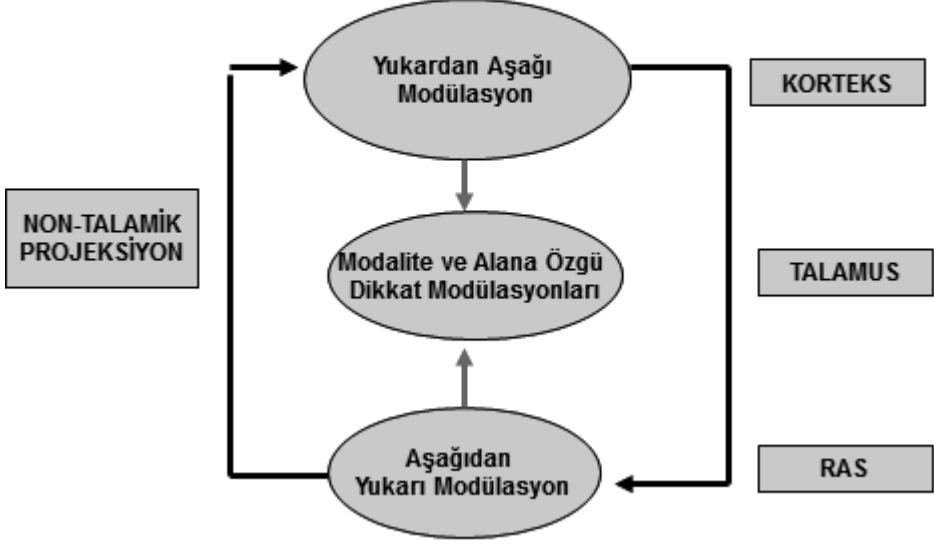 Yukardan Aşağı
Modülasyon
KORTEKS
NON-TALAMİK
PROJEKSİYON
Modalite ve Alana Özgü
Dikkat Modülasyonları
TALAMUS
Aşağıdan
Yukarı Modülasyon
RAS